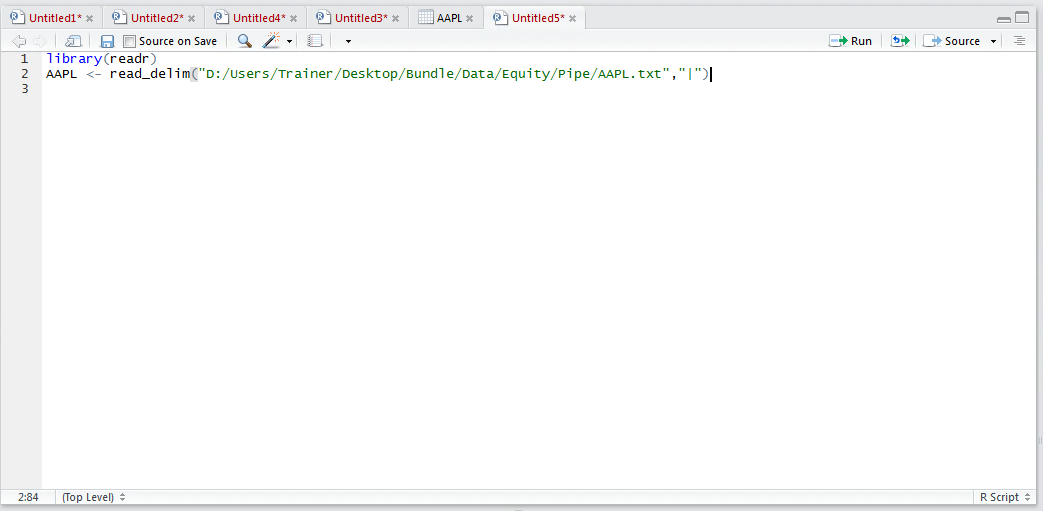 Untitled1* Untitled2* Untitled4* Untitled3* AAPL Untitled5*
Source on Save Run Source
1 library(readr)
2 AAPL <- read_delim("D:/Users/Trainer/Desktop/Bundle/Data/Equity/Pipe/AAPL.txt","|")
3
2:84 (Top Level) R Script